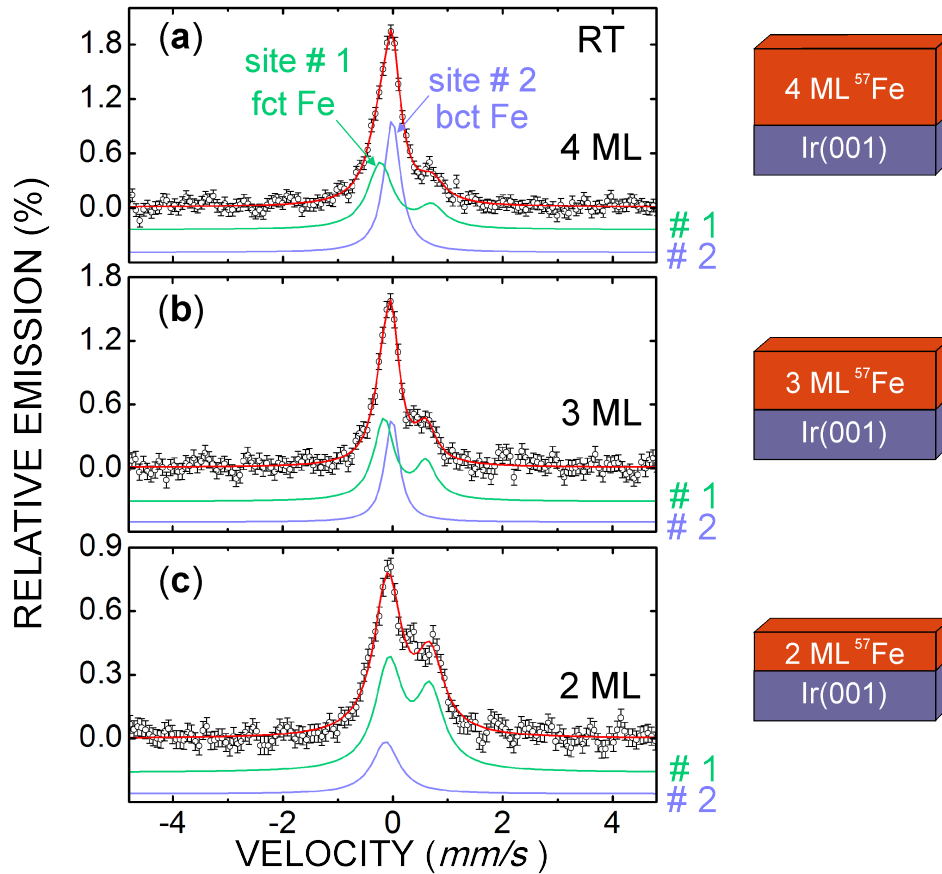 RELATIVE EMISSION (%)
(a)
RT
site # 1
fct Fe
site # 2
bct Fe
4 ML
1.8
1.2
0.6
0.0
# 1
# 2
4 ML ⁵⁷Fe
Ir(001)
(b)
3 ML
1.8
1.2
0.6
0.0
# 1
# 2
3 ML ⁵⁷Fe
Ir(001)
(c)
2 ML
0.9
0.6
0.3
0.0
# 1
# 2
2 ML ⁵⁷Fe
Ir(001)
-4 -2 0 2 4
VELOCITY (mm/s )